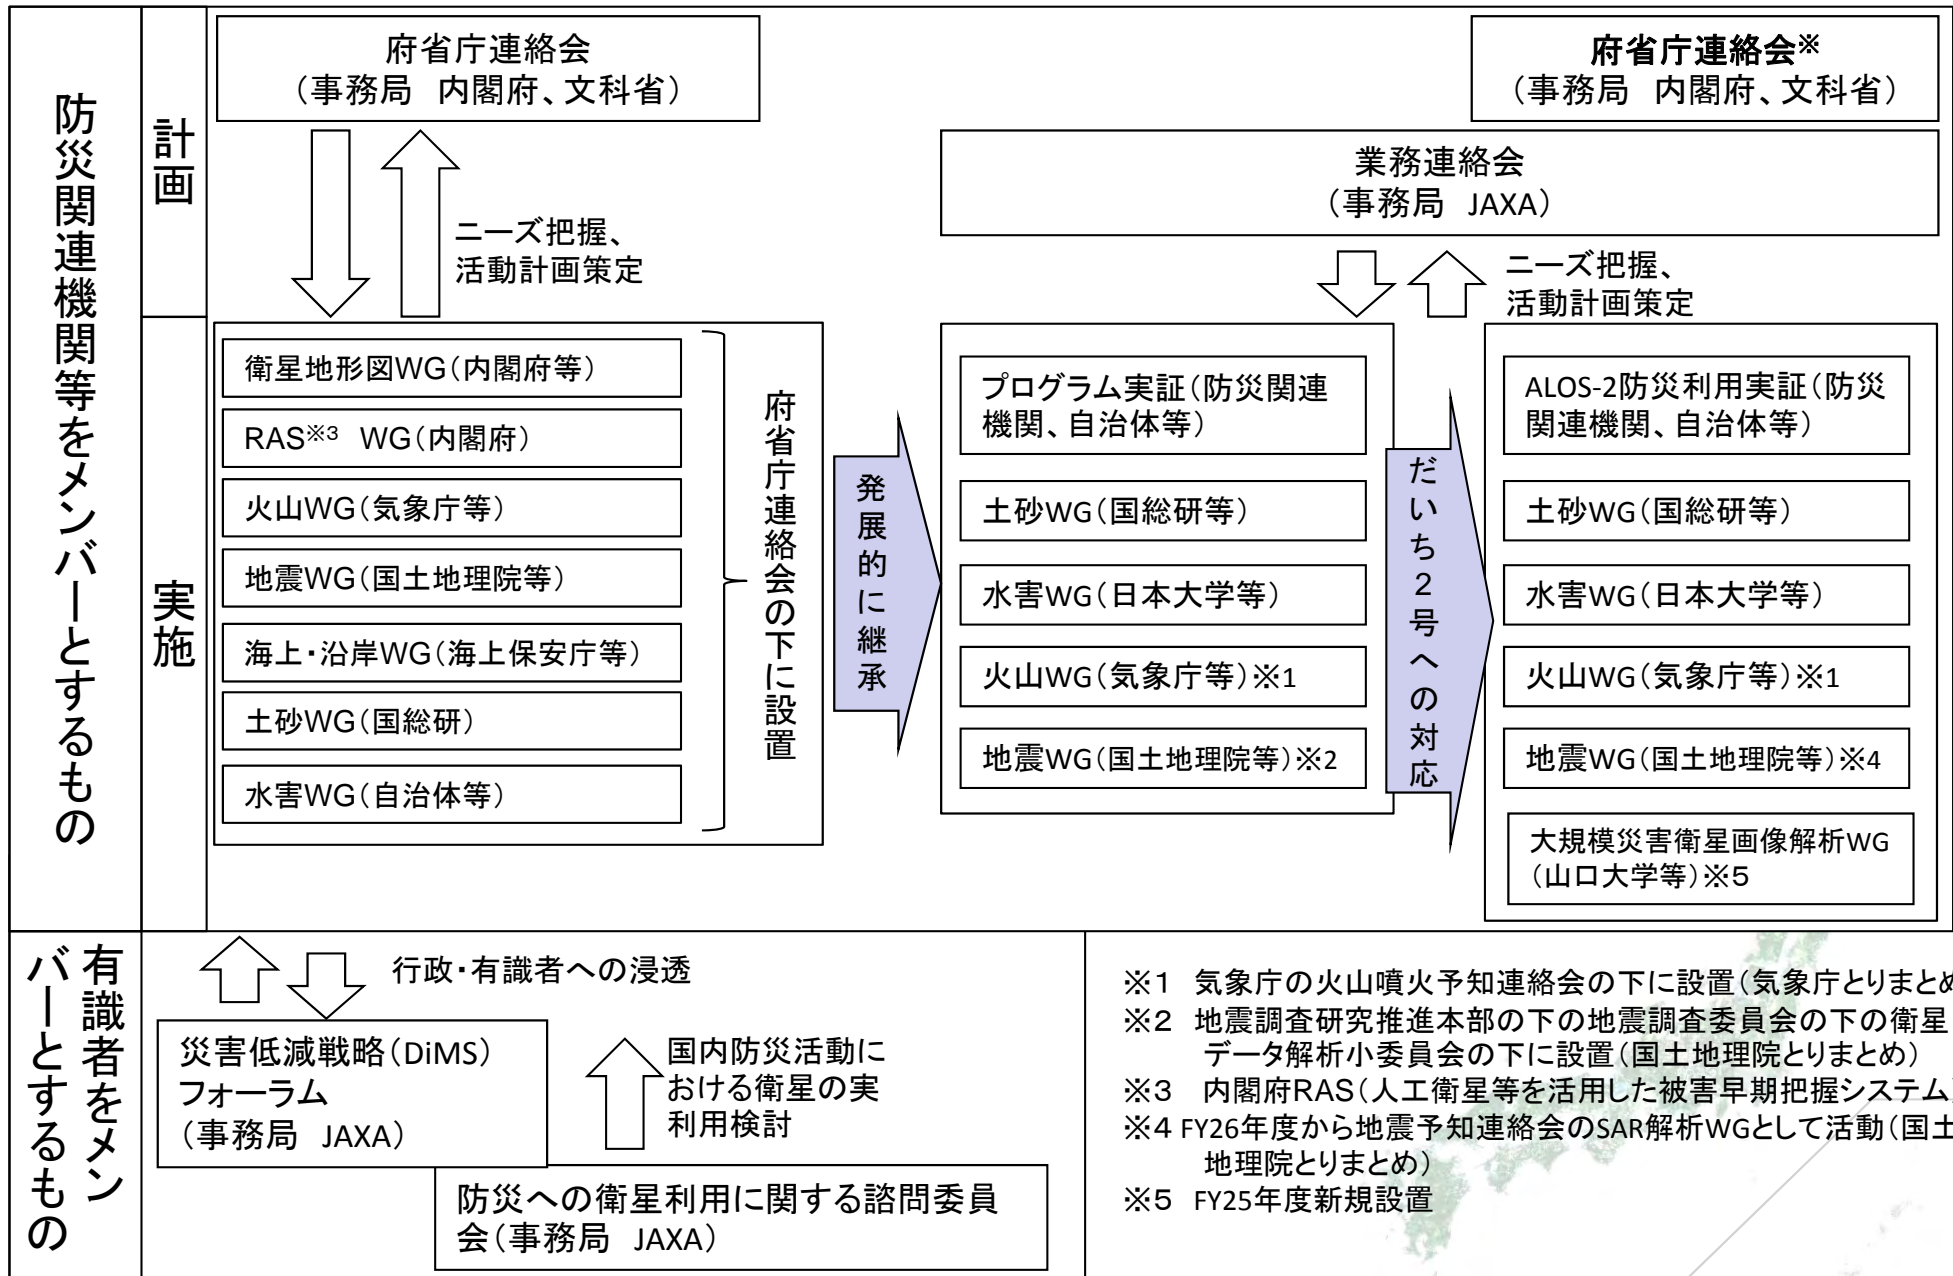 防災関連機関等をメンバーとするもの
計画
府省庁連絡会
（事務局　内閣府、文科省）
ニーズ把握、
活動計画策定
府省庁連絡会※
（事務局　内閣府、文科省）
業務連絡会
（事務局　JAXA）
ニーズ把握、
活動計画策定
実施
衛星地形図WG（内閣府等）
RAS※3　WG（内閣府）
火山WG（気象庁等）
地震WG（国土地理院等）
海上・沿岸WG（海上保安庁等）
土砂WG（国総研）
水害WG（自治体等）
府省庁連絡会の下に設置
発展的に継承
プログラム実証（防災関連
機関、自治体等）
土砂WG（国総研等）
水害WG（日本大学等）
火山WG（気象庁等）※1
地震WG（国土地理院等）※2
だいち２号への対応
ALOS-2防災利用実証（防災
関連機関、自治体等）
土砂WG（国総研等）
水害WG（日本大学等）
火山WG（気象庁等）※1
地震WG（国土地理院等）※4
大規模災害衛星画像解析WG
（山口大学等）※５
有識者をメン
バーとするもの
行政・有識者への浸透
災害低減戦略（DiMS）
フォーラム
（事務局　JAXA）
国内防災活動に
おける衛星の実
利用検討
防災への衛星利用に関する諮問委員
会（事務局　JAXA）
※１　気象庁の火山噴火予知連絡会の下に設置（気象庁とりまとめ
※２　地震調査研究推進本部の下の地震調査委員会の下の衛星
データ解析小委員会の下に設置（国土地理院とりまとめ）
※３　内閣府RAS（人工衛星等を活用した被害早期把握システム）
※４ FY26年度から地震予知連絡会のSAR解析WGとして活動（国土
地理院とりまとめ）
※５　FY25年度新規設置